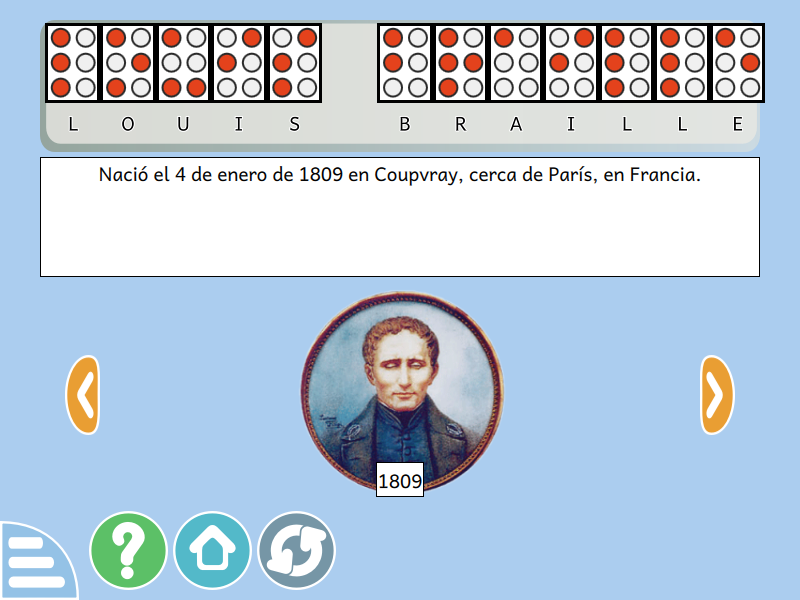 L O U I S B R A I L L E
Nació el 4 de enero de 1809 en Coupvray, cerca de París, en Francia.
1809
?